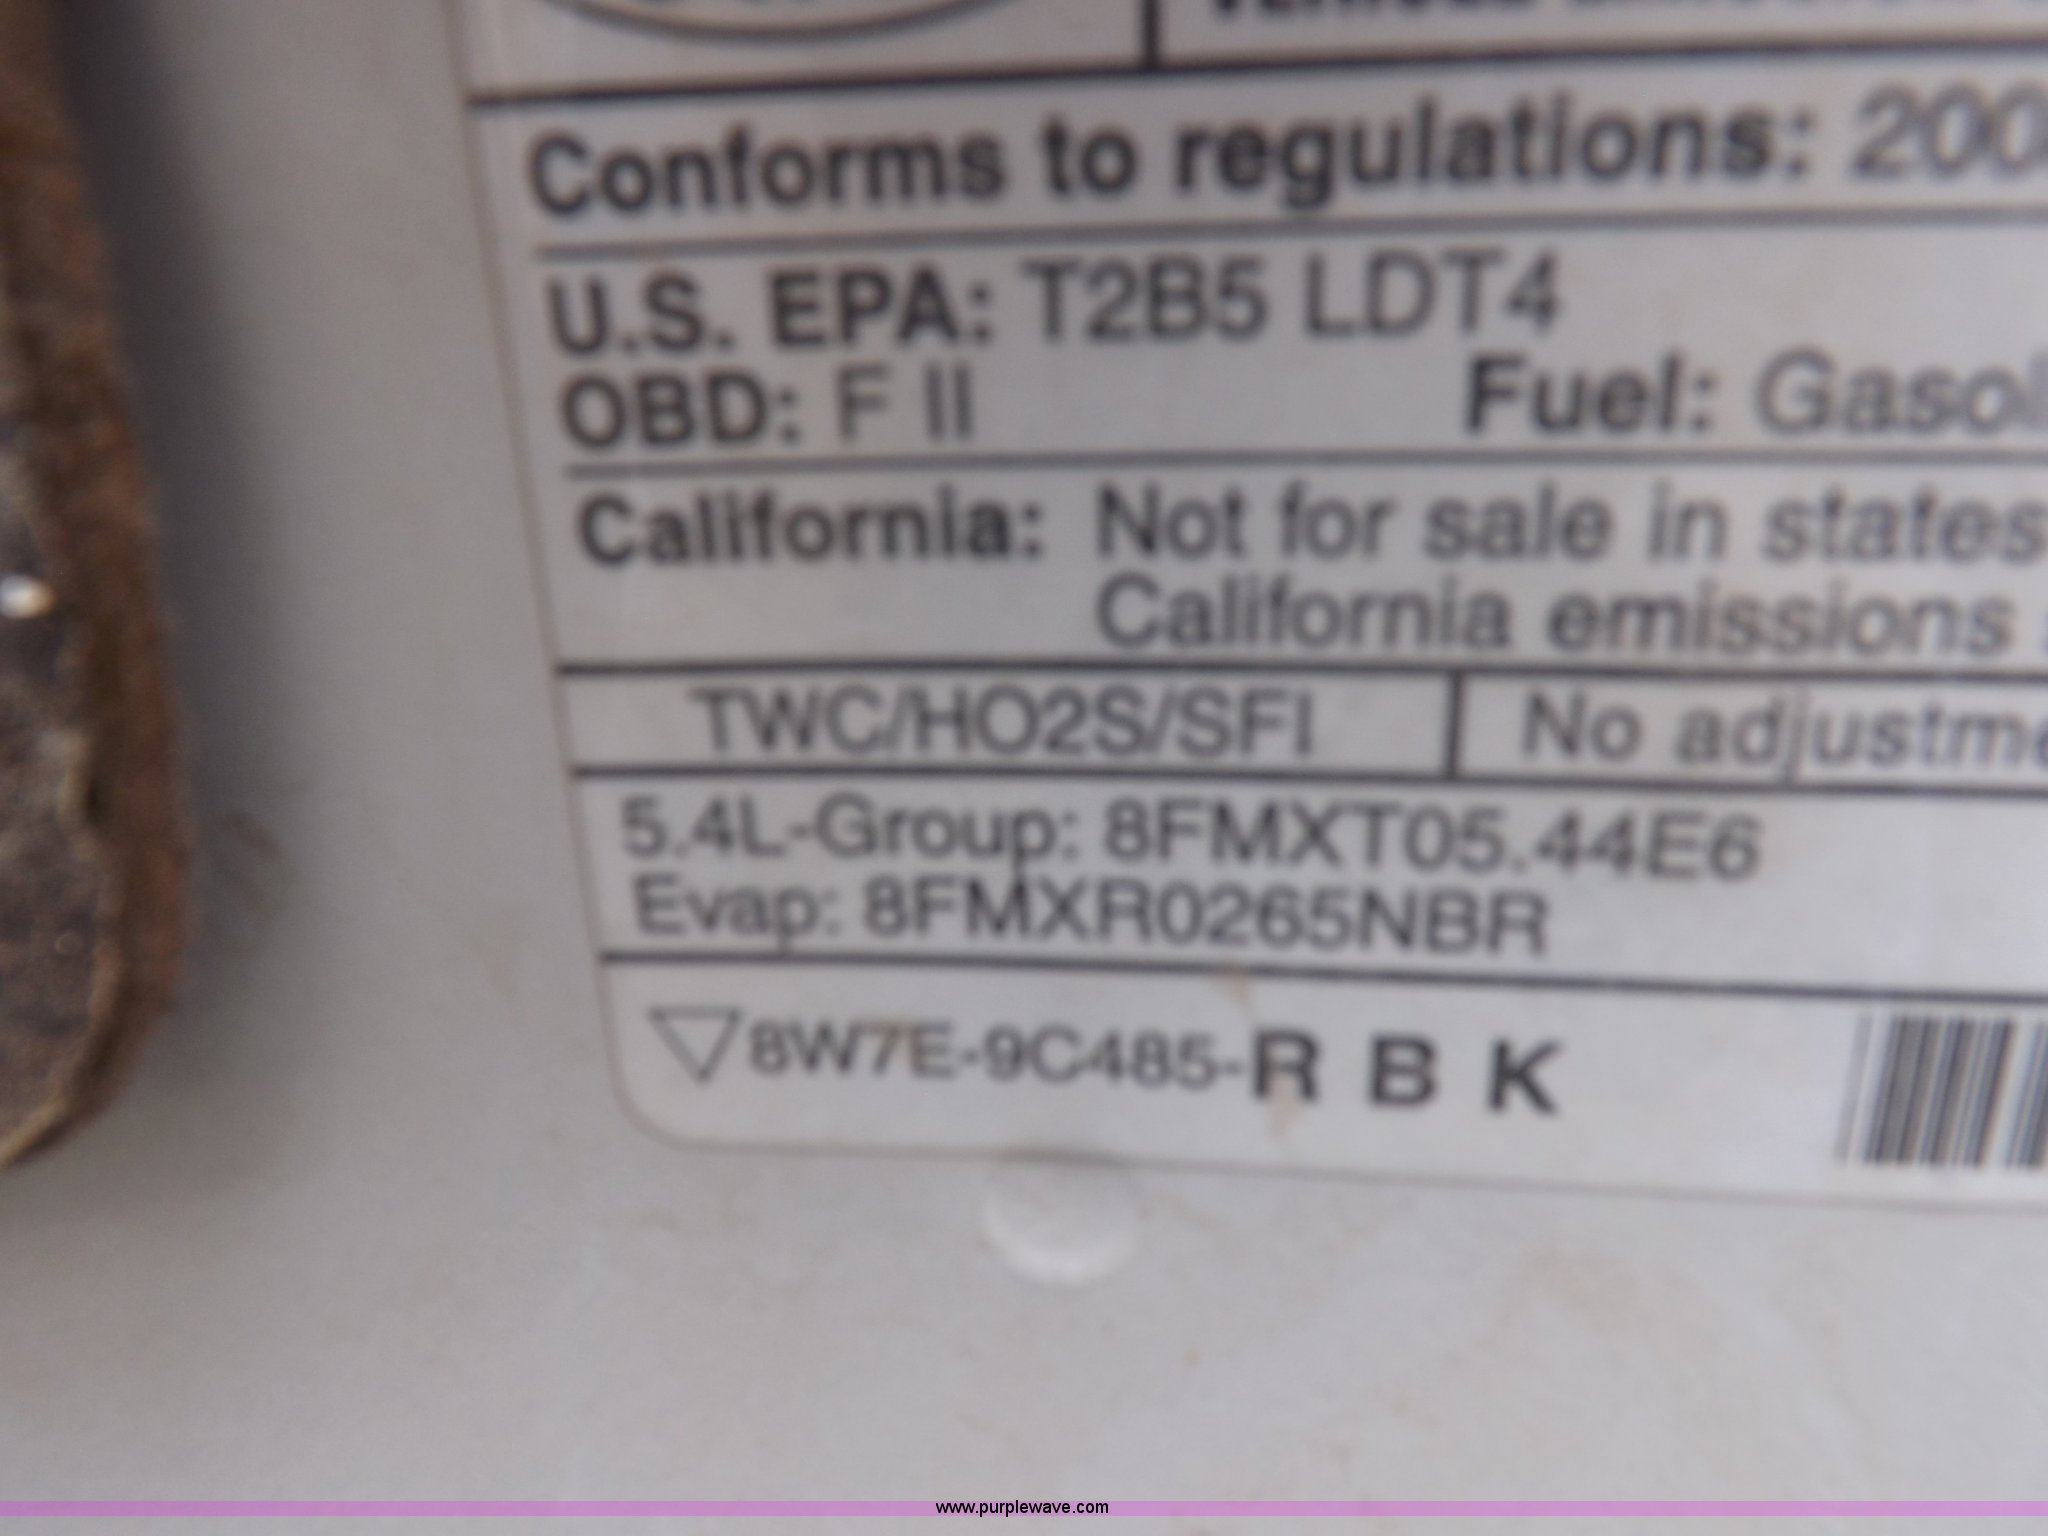 Conforms to regulations: 200
U.S. EPA: T2B5 LDT4
OBD: F II Fuel: Gasol
California: Not for sale in states
California emissions
TWC/HO2S/SFI No adjustme
5.4L-Group: 8FMXT05.44E6
Evap: 8FMXR0265NBR
8W7E-9C485-R B K
www.purplewave.com